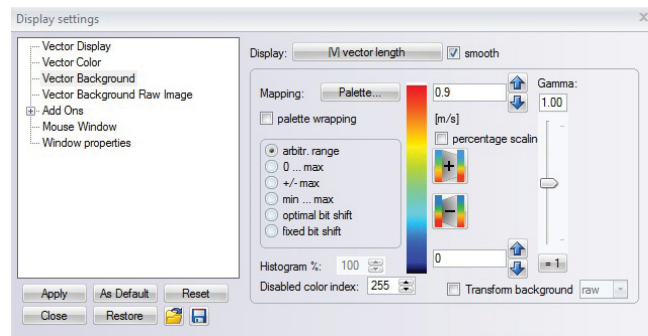 Display settings
x
Vector Display
Vector Color
Vector Background
Vector Background Raw Image
Add Ons
Mouse Window
Window properties
Apply
As Default
Reset
Close
Restore
Display:
|V| vector length
smooth
Mapping:
Palette...
palette wrapping
arbitr. range
0 ... max
+/- max
min ... max
optimal bit shift
fixed bit shift
Histogram %:
100
Disabled color index:
255
0.9
[m/s]
percentage scalin
+
-
0
Gamma:
1.00
= 1
Transform background
raw